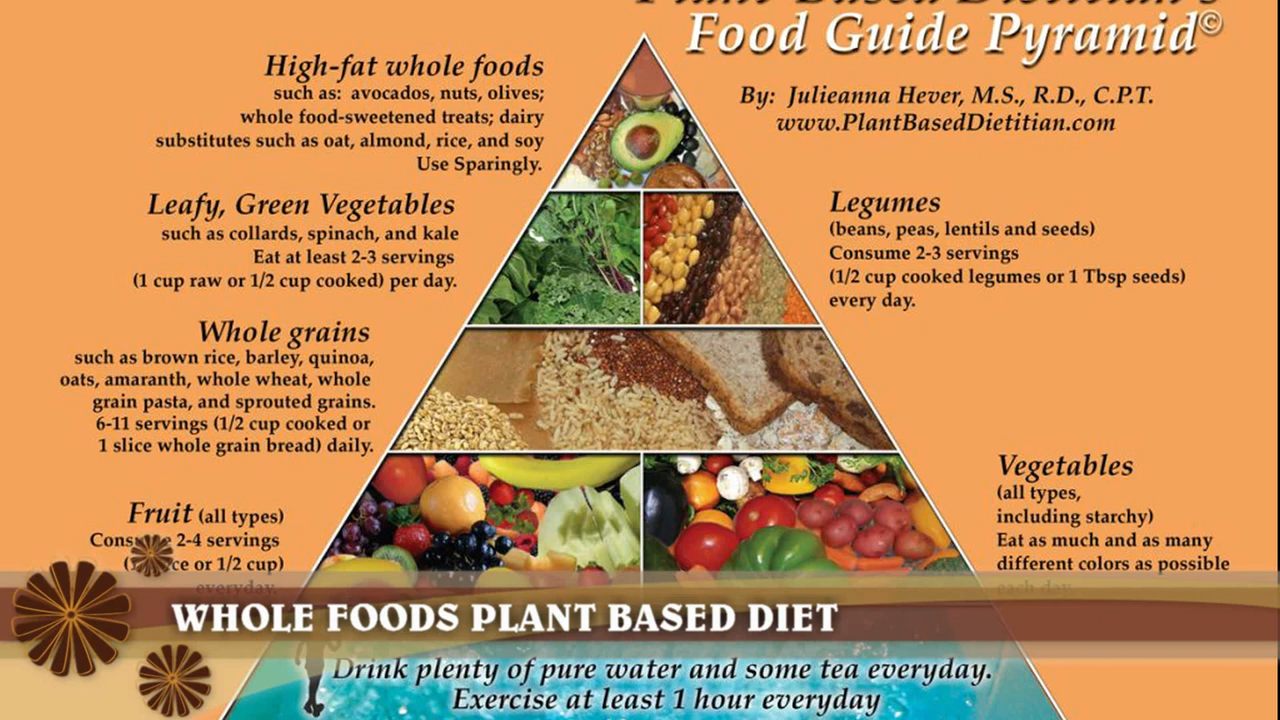 Plant-Based Dietitian's
Food Guide Pyramid©
By: Julieanna Hever, M.S., R.D., C.P.T.
www.PlantBasedDietitian.com
High-fat whole foods
such as: avocados, nuts, olives;
whole food-sweetened treats; dairy
substitutes such as oat, almond, rice, and soy
Use Sparingly.
Leafy, Green Vegetables
such as collards, spinach, and kale
Eat at least 2-3 servings
(1 cup raw or 1/2 cup cooked) per day.
Legumes
(beans, peas, lentils and seeds)
Consume 2-3 servings
(1/2 cup cooked legumes or 1 Tbsp seeds)
every day.
Whole grains
such as brown rice, barley, quinoa,
oats, amaranth, whole wheat, whole
grain pasta, and sprouted grains.
6-11 servings (1/2 cup cooked or
1 slice whole grain bread) daily.
Fruit (all types)
2-4 servings
or 1/2 cup)
everyday.
Vegetables
(all types,
including starchy)
Eat as much and as many
different colors as possible
each day.
WHOLE FOODS PLANT BASED DIET
Drink plenty of pure water and some tea everyday.
Exercise at least 1 hour everyday